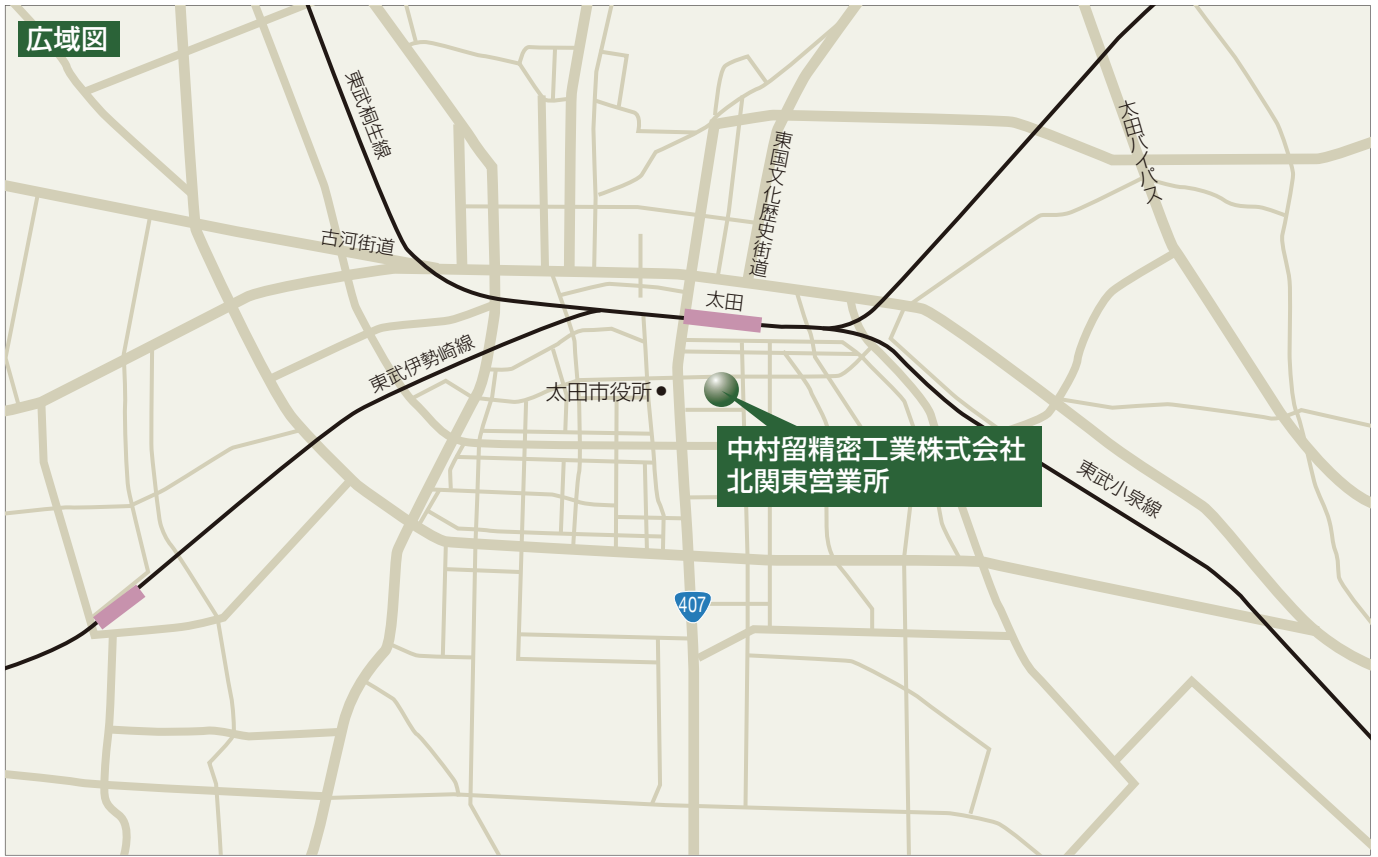 広域図
東武桐生線
太田バイパス
東国文化歴史街道
古河街道
太田
東武伊勢崎線
太田市役所
中村留精密工業株式会社
北関東営業所
東武小泉線
407